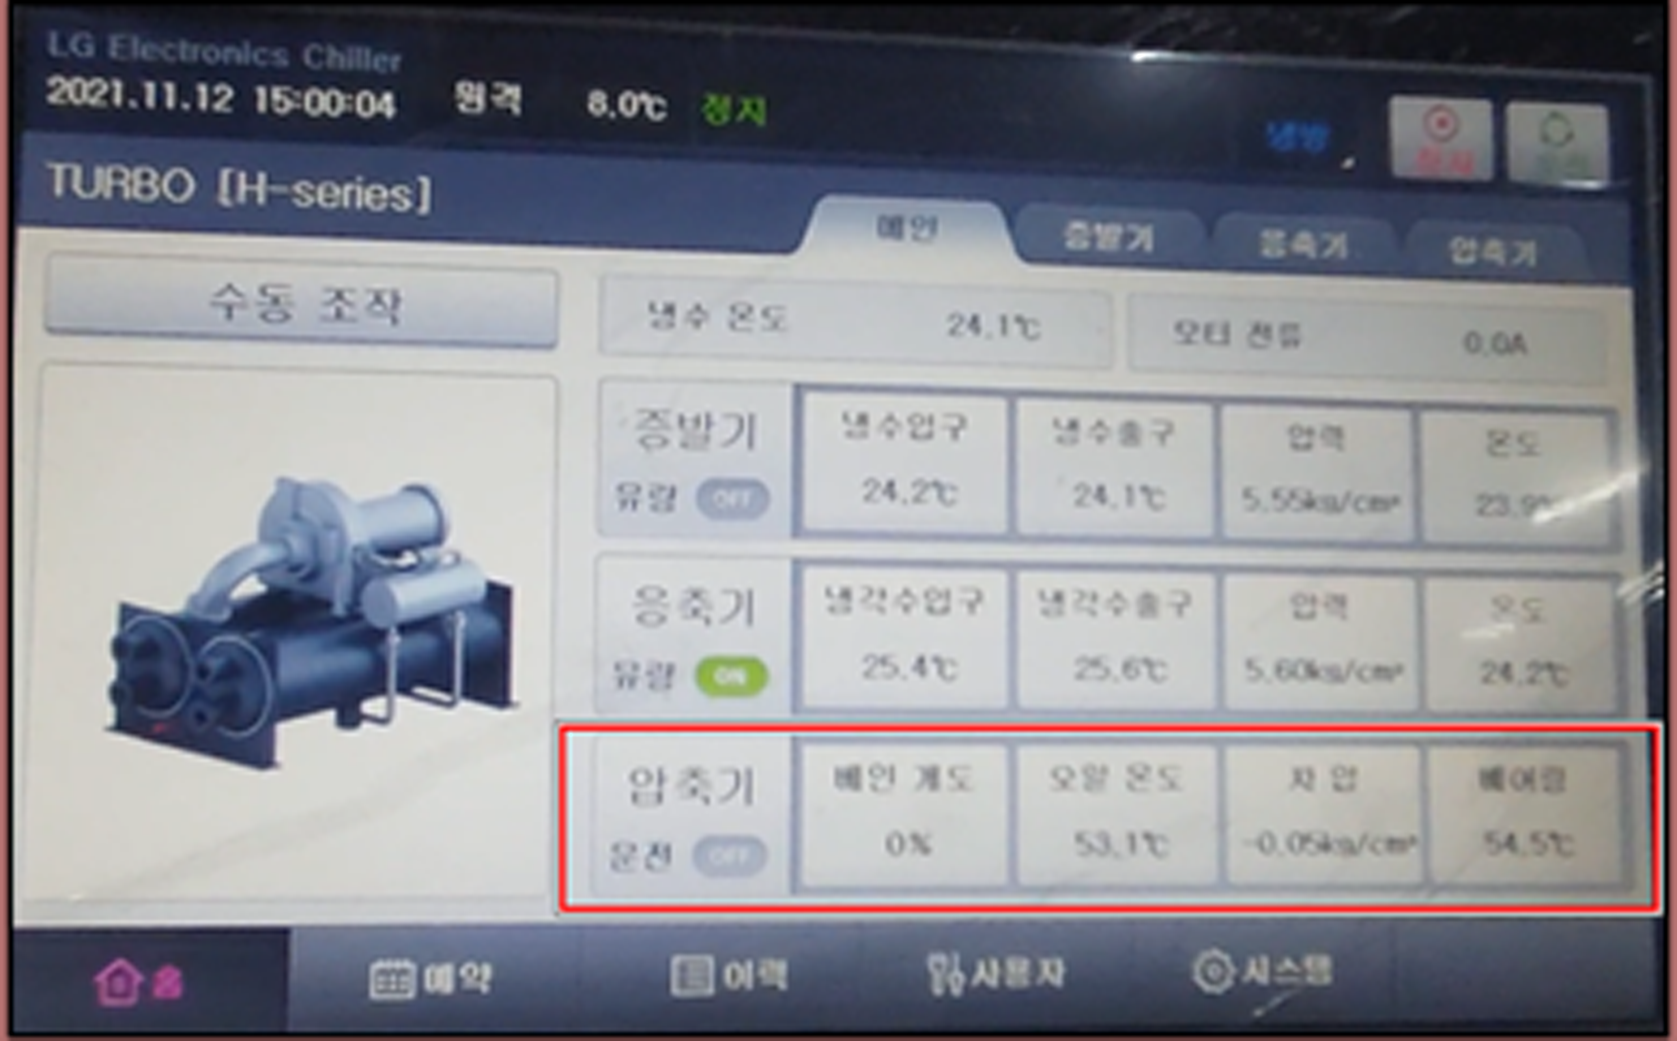 LG Electronics Chiller
2021.11.12 15:00:04 원격 8.0℃ 정지
냉방
TURBO [H-series]
메인 증발기 응축기 압축기
수동 조작
냉수 온도 24.1℃ 모터 전류 0.0A
증발기 냉수입구 냉수출구 압력 온도
유량 OFF 24.2℃ 24.1℃ 5.55kg/cm² 23.9
응축기 냉각수입구 냉각수출구 압력 온도
유량 ON 25.4℃ 25.6℃ 5.60kg/cm² 24.2℃
압축기 베인 개도 오일 온도 차 압 베어링
운전 OFF 0% 53.1℃ -0.05kg/cm² 54.5℃
홈 예약 이력 사용자 시스템